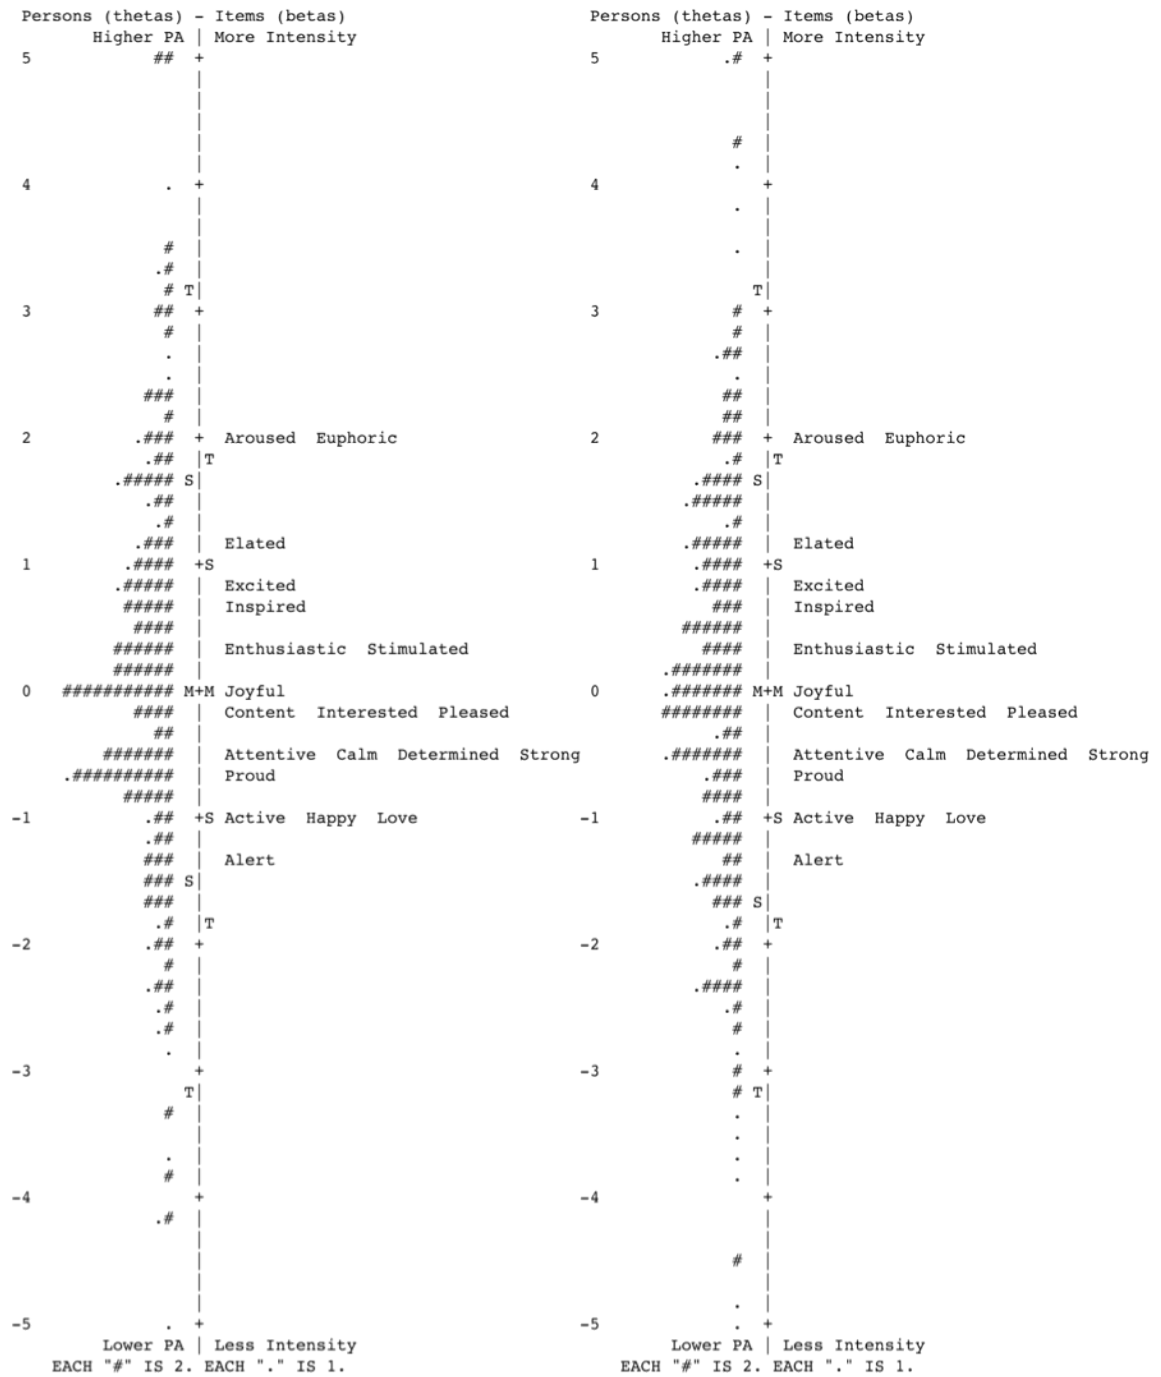 Persons (thetas) - Items (betas)
Higher PA | More Intensity
5 ## +
4 . +
#
.#
# T|
3 ## +
#
.
.
###
#
2 .### + Aroused Euphoric
.## |T
.##### S|
.##
.#
.### | Elated
1 .#### +S
.##### | Excited
##### | Inspired
####
###### | Enthusiastic Stimulated
######
0 ########### M+M Joyful
#### | Content Interested Pleased
##
####### | Attentive Calm Determined Strong
.########## | Proud
#####
-1 .## +S Active Happy Love
.##
### | Alert
### S|
###
.# |T
-2 .## +
#
.##
.#
.#
.
-3 +
T|
#
.
#
-4 +
.#
-5 . +
Lower PA | Less Intensity
EACH "#" IS 2. EACH "." IS 1.
Persons (thetas) - Items (betas)
Higher PA | More Intensity
5 .# +
#
.
4 +
.
.
T|
3 # +
#
.##
.
##
##
2 ### + Aroused Euphoric
.# |T
.#### S|
.#####
.#
.##### | Elated
1 .#### +S
.#### | Excited
### | Inspired
######
#### | Enthusiastic Stimulated
.#######
0 .####### M+M Joyful
######## | Content Interested Pleased
.##
.####### | Attentive Calm Determined Strong
.### | Proud
####
-1 .## +S Active Happy Love
#####
## | Alert
.####
### S|
.# |T
-2 .## +
#
.####
.#
#
.
-3 # +
# T|
.
.
.
.
-4 +
#
.
-5 . +
Lower PA | Less Intensity
EACH "#" IS 2. EACH "." IS 1.